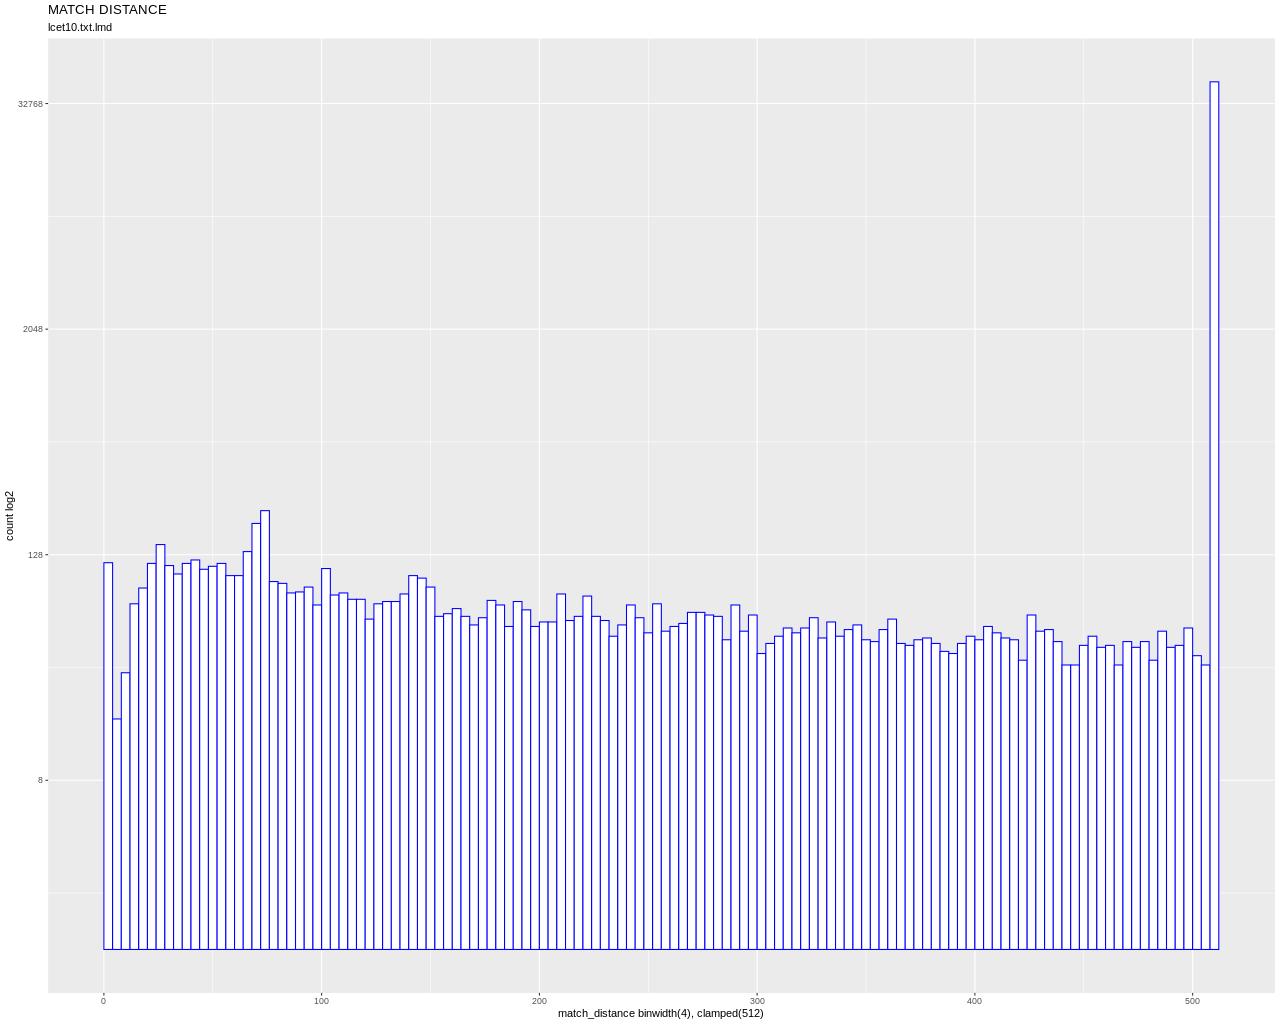 MATCH DISTANCE
lcet10.txt.lmd
32768
2048
128
8
count log2
0
100
200
300
400
500
match_distance binwidth(4), clamped(512)